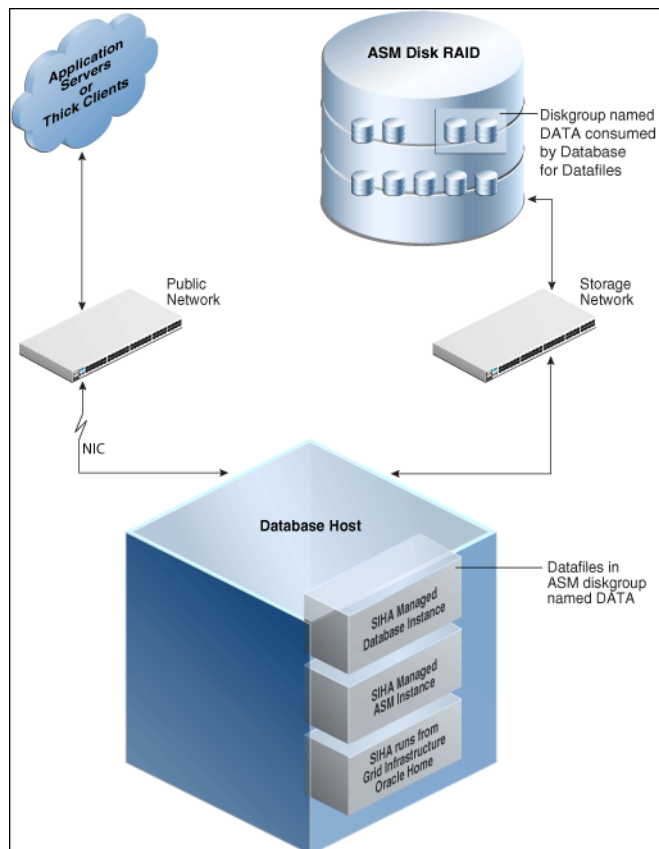 Application
Servers
or
Thick Clients
ASM Disk RAID
Diskgroup named
DATA consumed
by Database
for Datafiles
Public
Network
Storage
Network
NIC
Database Host
Datafiles in
ASM diskgroup
named DATA
SIHA Managed
Database Instance
SIHA Managed
ASM Instance
SIHA runs from
Grid Infrastructure
Oracle Home